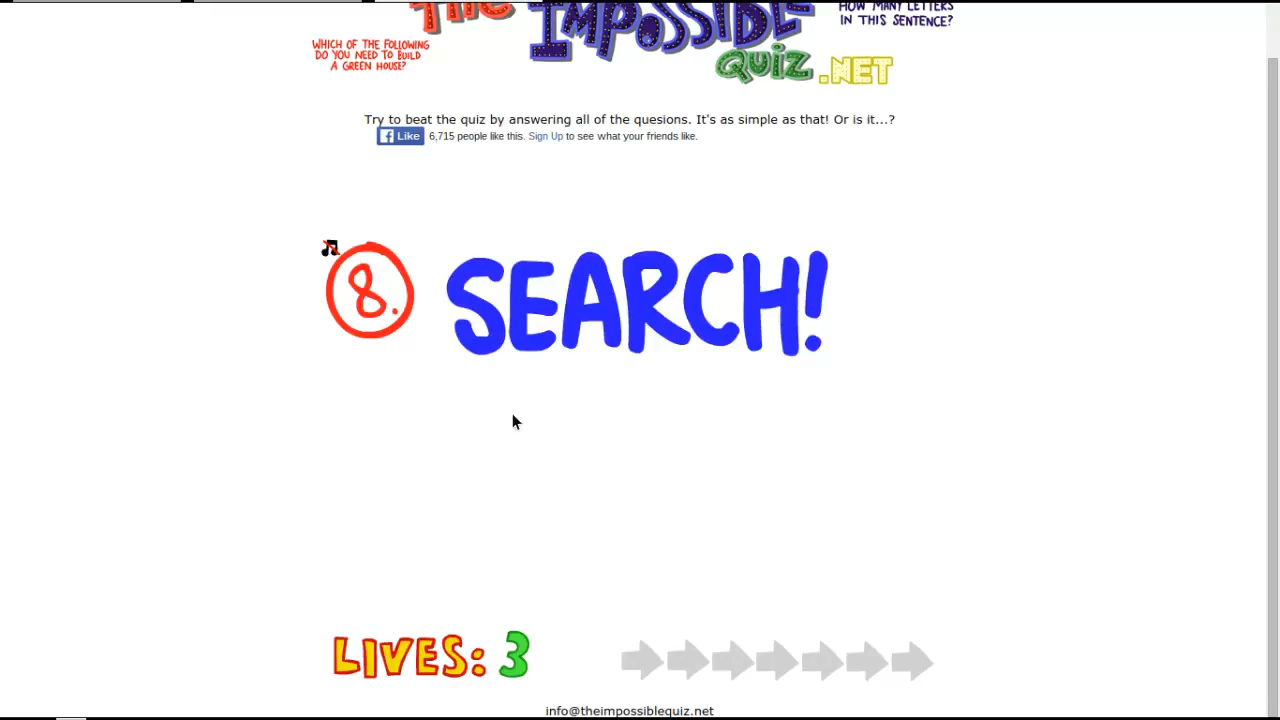 THE IMPOSSIBLE
QUIZ.NET
HOW MANY LETTERS
IN THIS SENTENCE?
WHICH OF THE FOLLOWING
DO YOU NEED TO BUILD
A GREEN HOUSE?
Try to beat the quiz by answering all of the quesions. It's as simple as that! Or is it...?
Like 6,715 people like this. Sign Up to see what your friends like.
8. SEARCH!
LIVES: 3
info@theimpossiblequiz.net